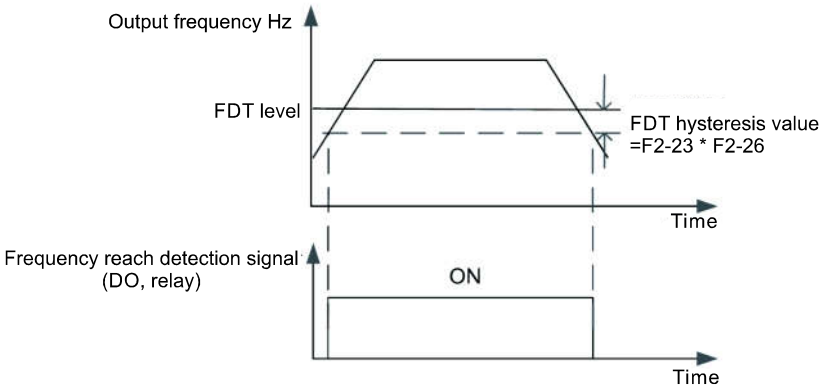 Output frequency Hz
FDT level
FDT hysteresis value
=F2-23 * F2-26
Time
Frequency reach detection signal
(DO, relay)
ON
Time